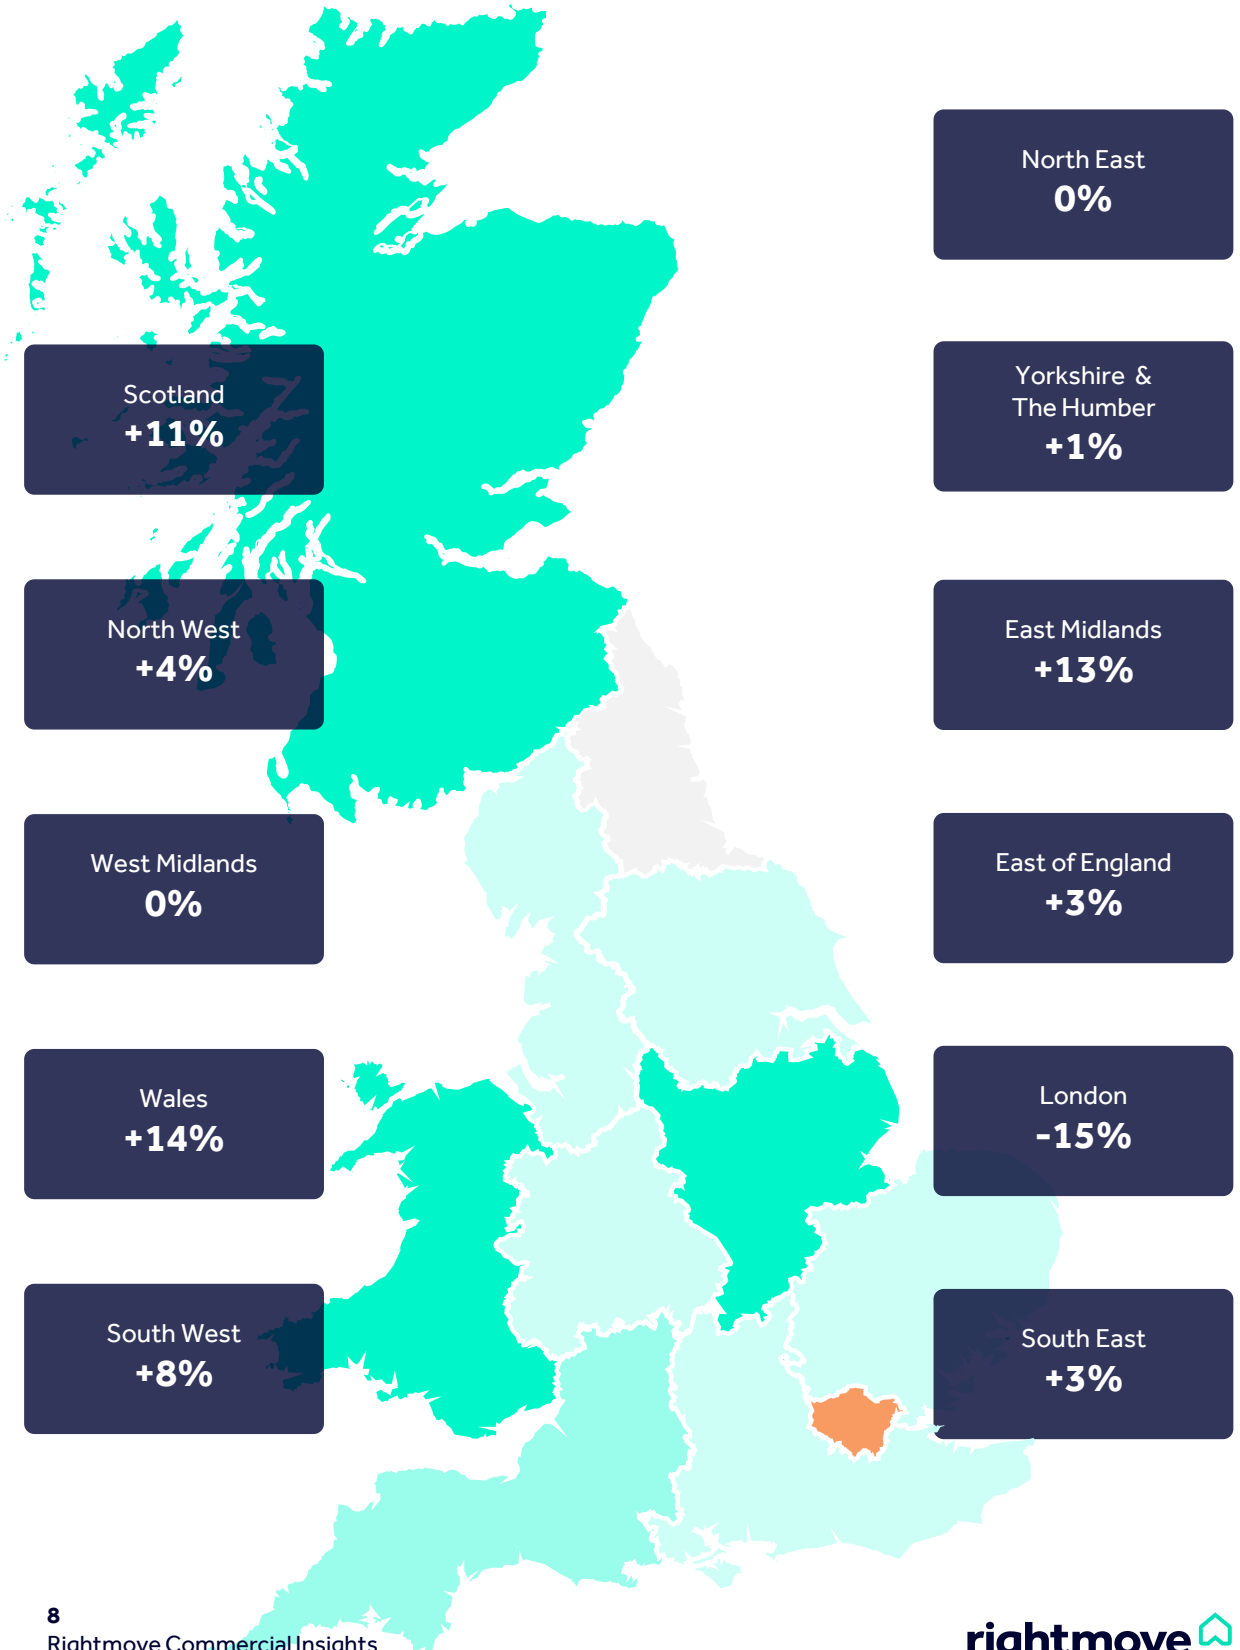 North East
0%
Scotland
+11%
Yorkshire &
The Humber
+1%
North West
+4%
East Midlands
+13%
West Midlands
0%
East of England
+3%
Wales
+14%
London
-15%
South West
+8%
South East
+3%
8
Rightmove Commercial Insights
rightmove